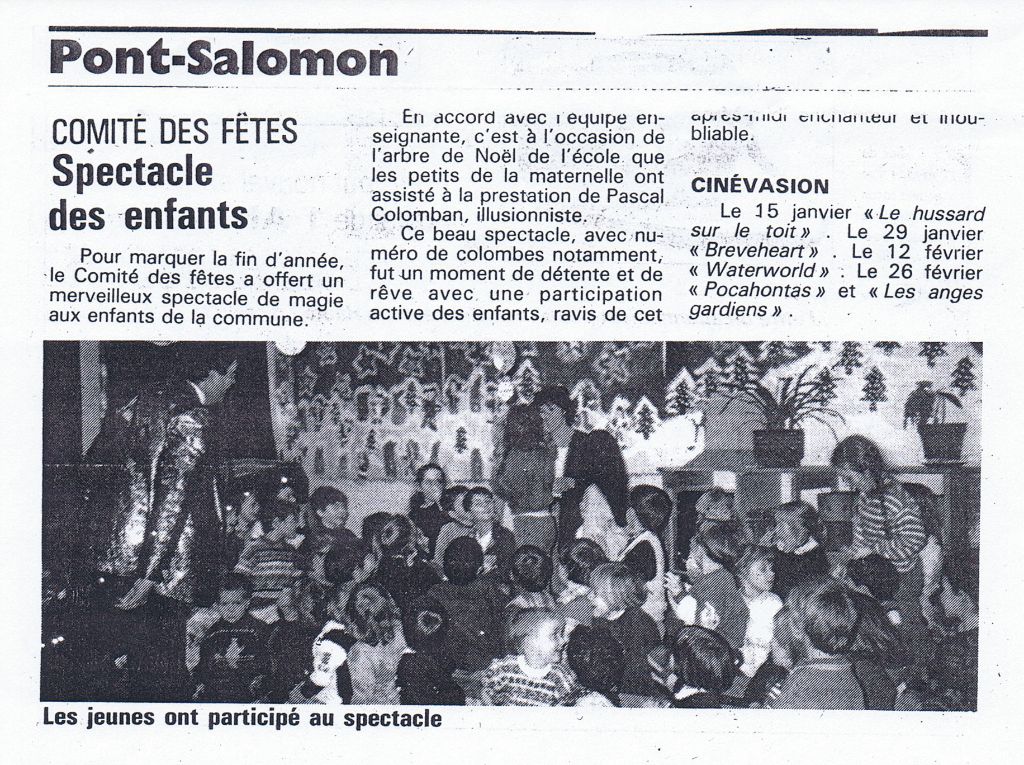 Pont-Salomon
COMITÉ DES FÊTES
Spectacle
des enfants
Pour marquer la fin d'année,
le Comité des fêtes a offert un
merveilleux spectacle de magie
aux enfants de la commune.
En accord avec l'équipe en-
seignante, c'est à l'occasion de
l'arbre de Noël de l'école que
les petits de la maternelle ont
assisté à la prestation de Pascal
Colomban, illusionniste.
Ce beau spectacle, avec nu-
méro de colombes notamment,
fut un moment de détente et de
rêve avec une participation
active des enfants, ravis de cet
après-midi enchanteur et inou-
bliable.
CINÉVASION
Le 15 janvier « Le hussard
sur le toit » . Le 29 janvier
« Breveheart » . Le 12 février
« Waterworld » . Le 26 février
« Pocahontas » et « Les anges
gardiens » .
Les jeunes ont participé au spectacle